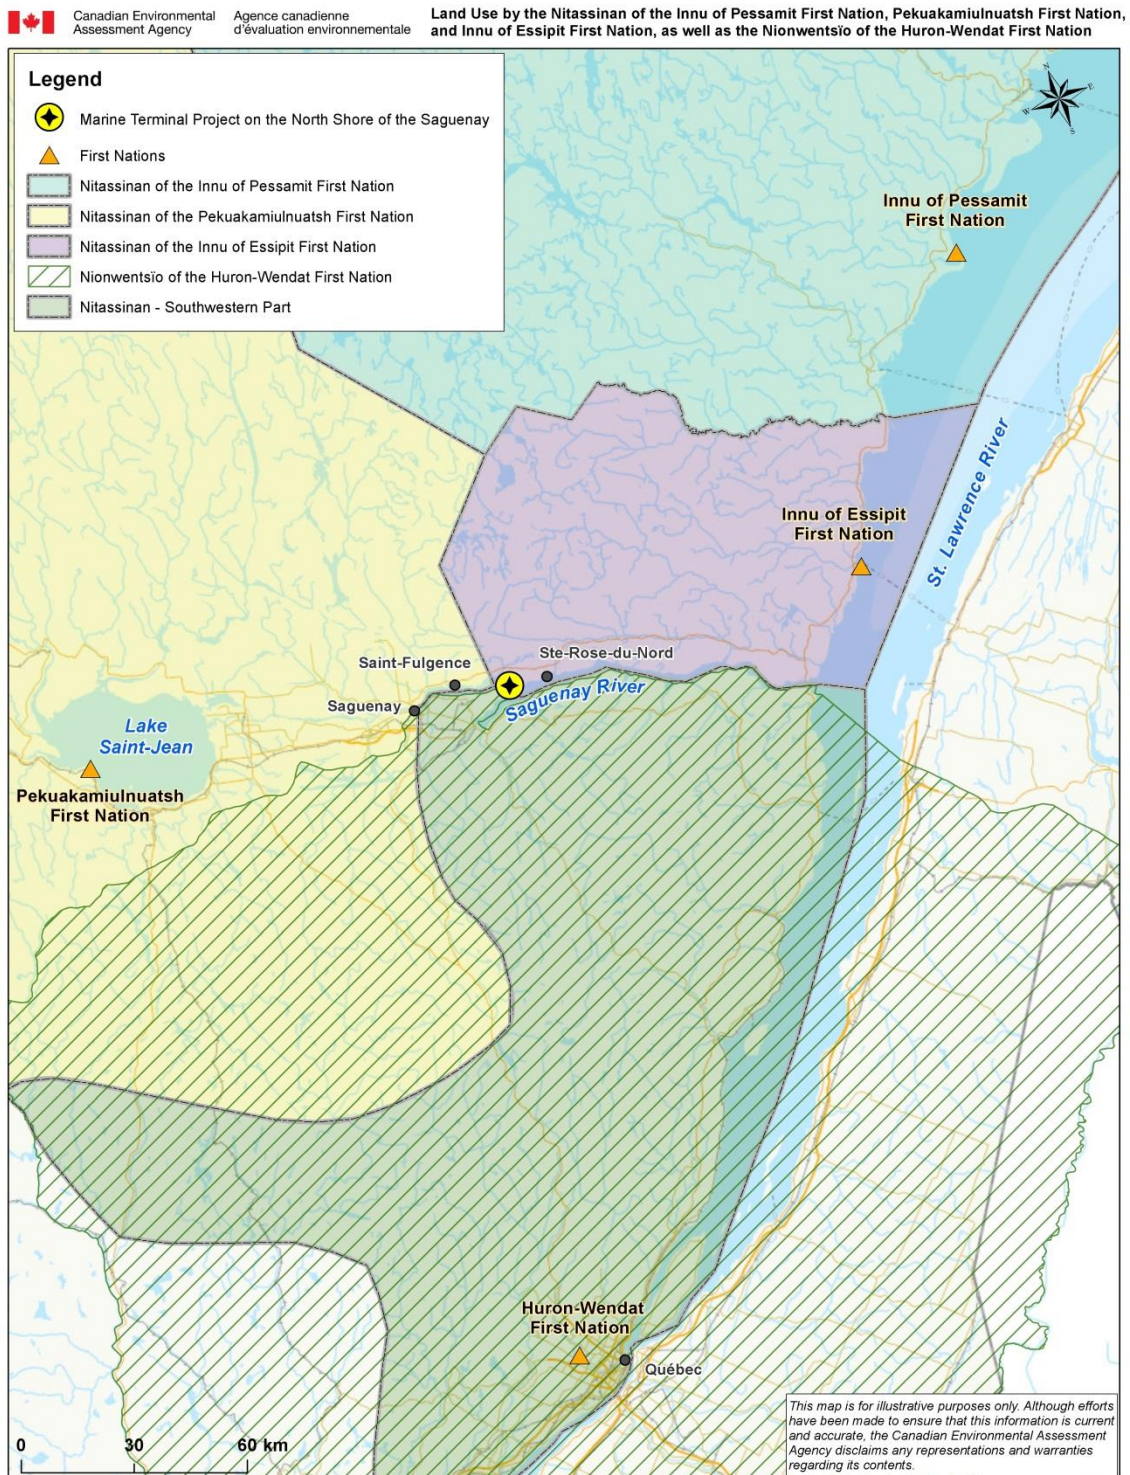 Canadian Environmental
Assessment Agency
Agence canadienne
d'évaluation environnementale
Land Use by the Nitassinan of the Innu of Pessamit First Nation, Pekuakamiulnuatsh First Nation,
and Innu of Essipit First Nation, as well as the Nionwentsïo of the Huron-Wendat First Nation
Legend
Marine Terminal Project on the North Shore of the Saguenay
First Nations
Nitassinan of the Innu of Pessamit First Nation
Nitassinan of the Pekuakamiulnuatsh First Nation
Nitassinan of the Innu of Essipit First Nation
Nionwentsïo of the Huron-Wendat First Nation
Nitassinan - Southwestern Part
N
E
W
S
Innu of Pessamit
First Nation
St. Lawrence River
Innu of Essipit
First Nation
Ste-Rose-du-Nord
Saint-Fulgence
Saguenay River
Saguenay
Lake
Saint-Jean
Pekuakamiulnuatsh
First Nation
Huron-Wendat
First Nation
Québec
0 30 60 km
This map is for illustrative purposes only. Although efforts
have been made to ensure that this information is current
and accurate, the Canadian Environmental Assessment
Agency disclaims any representations and warranties
regarding its contents.